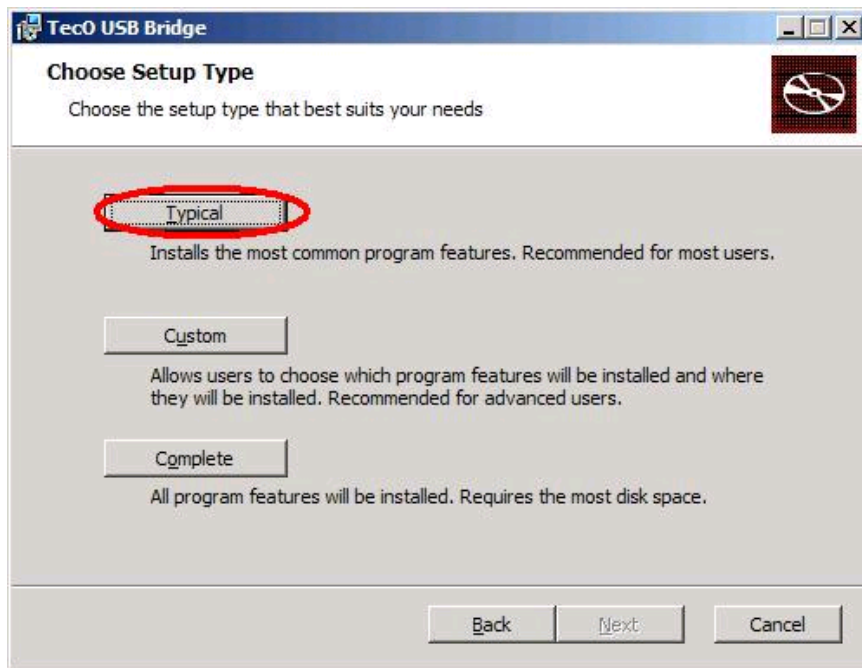 TecO USB Bridge
Choose Setup Type
Choose the setup type that best suits your needs
Typical
Installs the most common program features. Recommended for most users.
Custom
Allows users to choose which program features will be installed and where
they will be installed. Recommended for advanced users.
Complete
All program features will be installed. Requires the most disk space.
Back Next Cancel